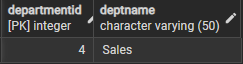 departmentid deptname
[PK] integer character varying (50)
4 Sales